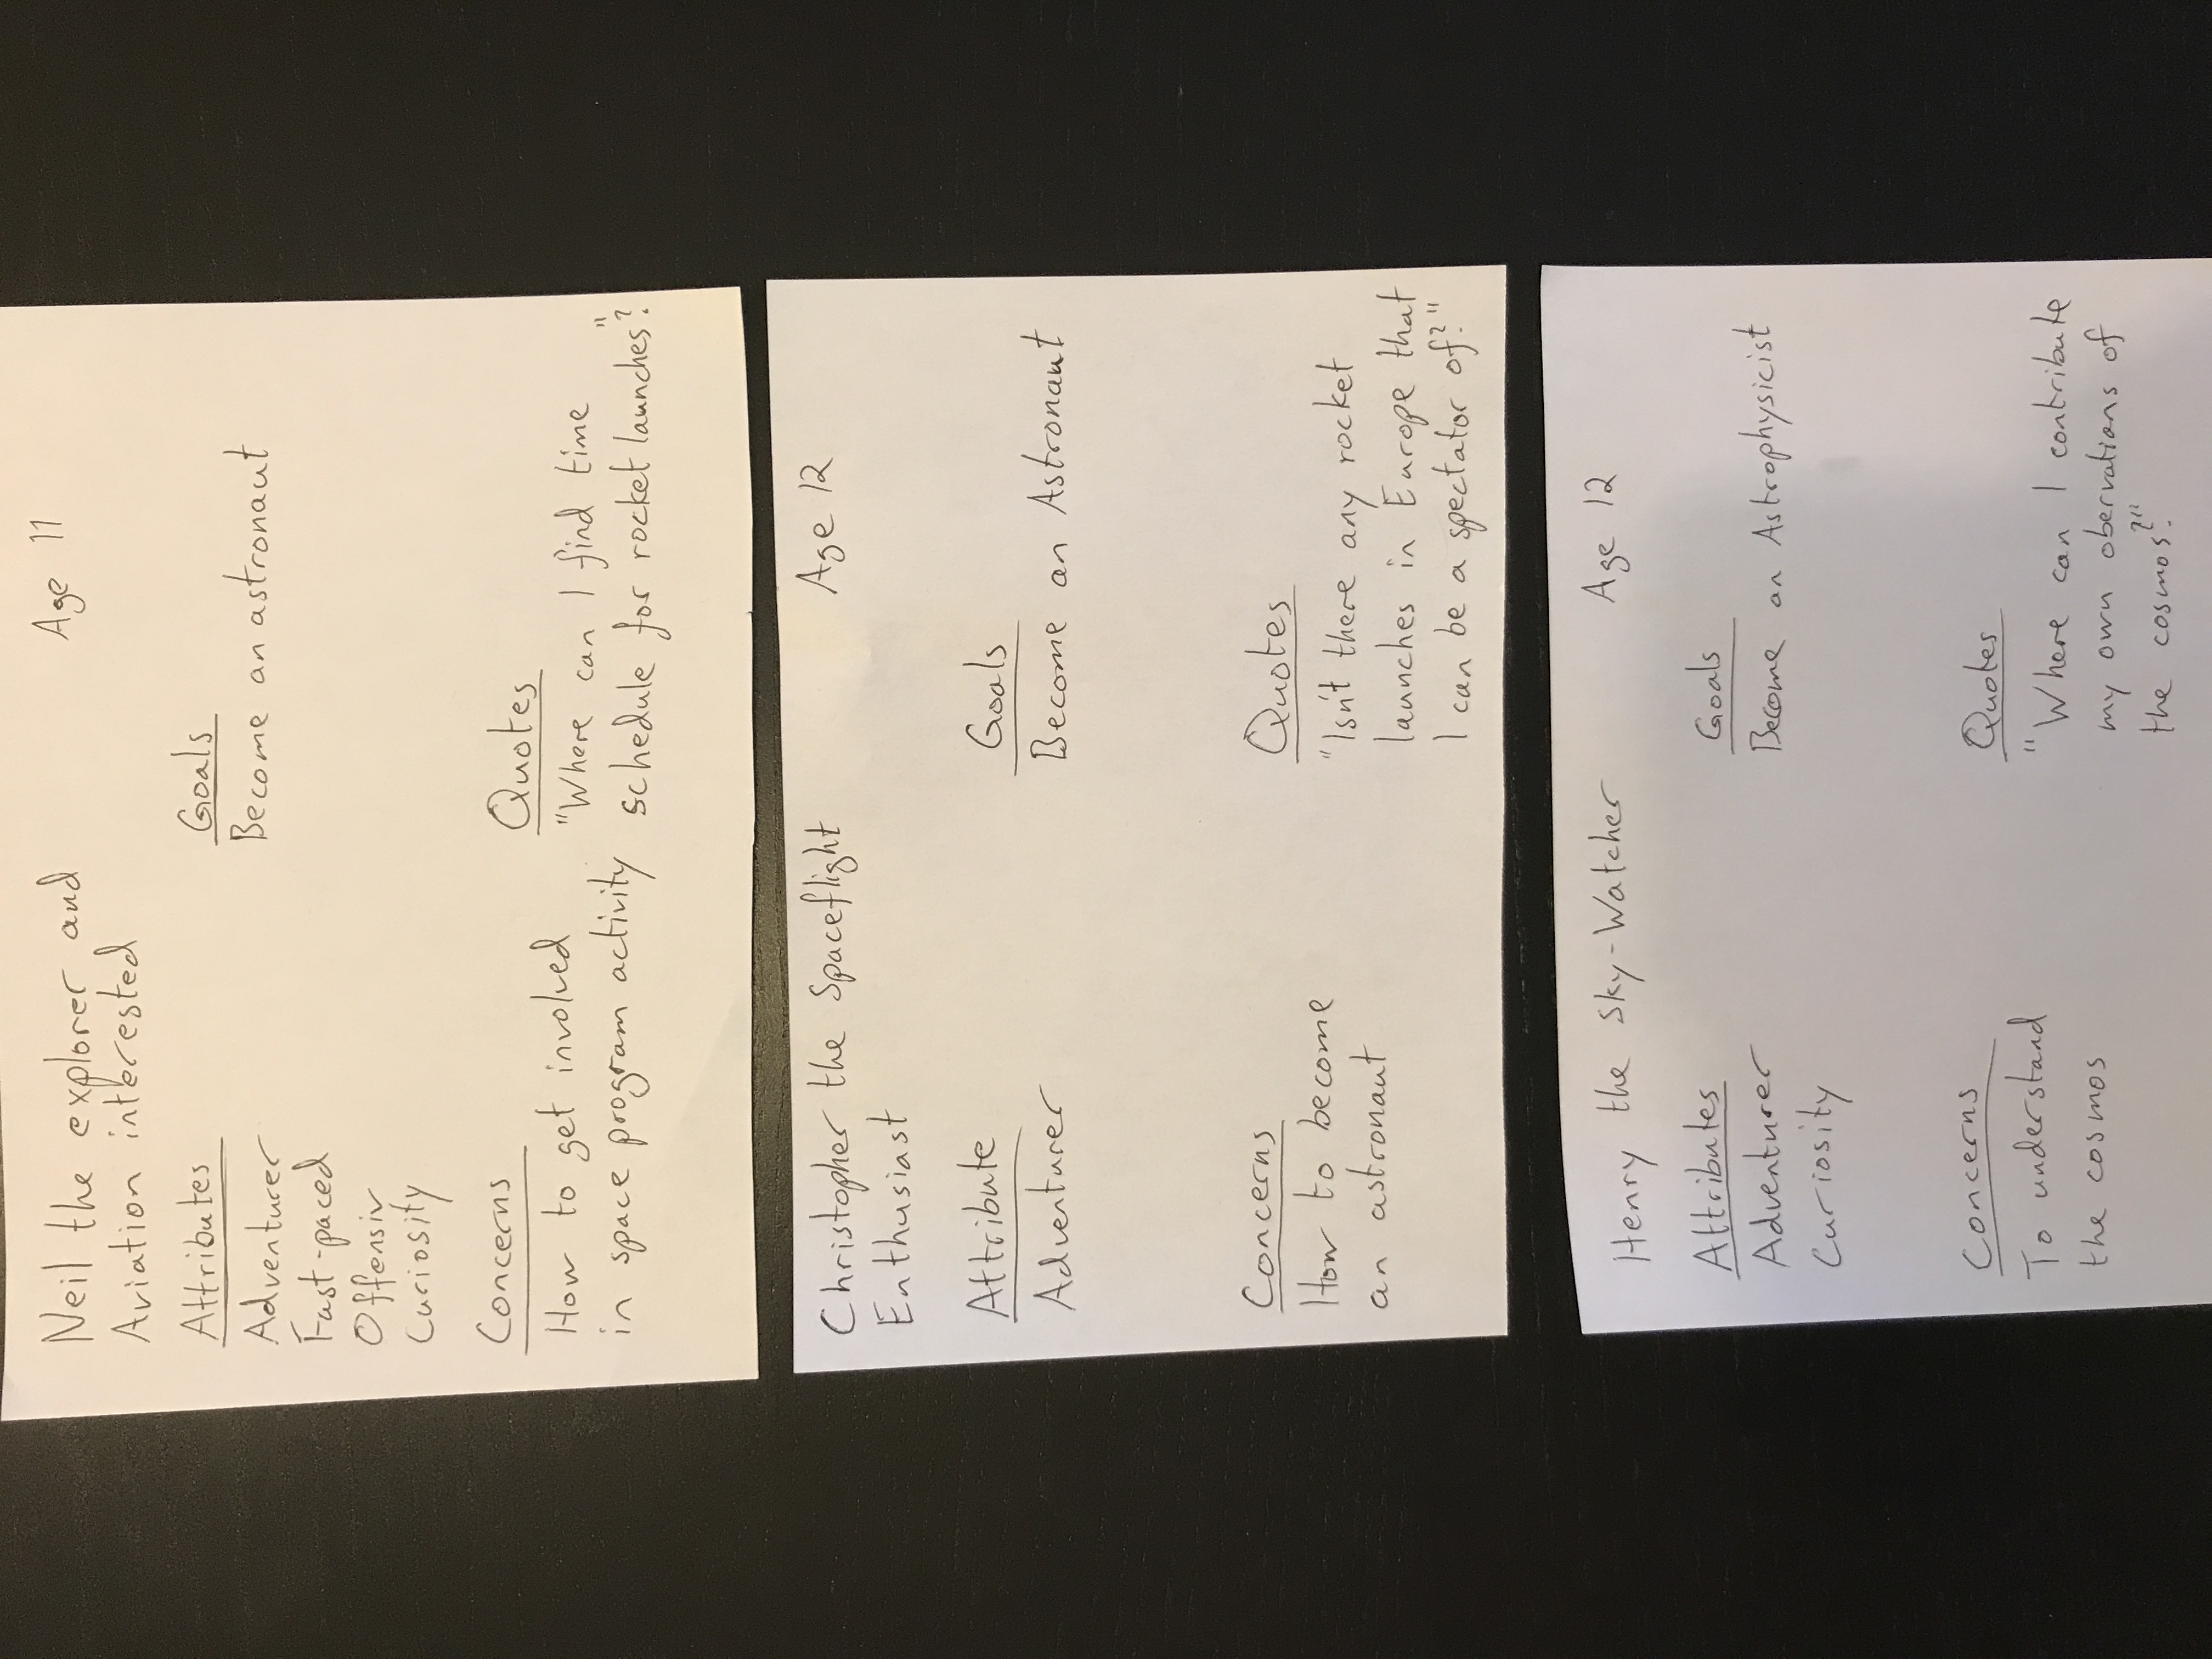 Neil the explorer and
Aviation interested
Age 11
Attributes
Adventurer
Fast-paced
Offensiv
Curiosity
Goals
Become an astronaut
Concerns
How to get involved
in space program activity
Quotes
"Where can I find time
schedule for rocket launches"?
Christopher the Spaceflight
Enthusiast
Age 12
Attribute
Adventurer
Goals
Become an Astronaut
Concerns
How to become
an astronaut
Quotes
"Isn't there any rocket
launches in Europe that
I can be a spectator of?"
Henry the Sky-Watcher
Age 12
Attributes
Adventurer
Curiosity
Goals
Become an Astrophysicist
Concerns
To understand
the cosmos
Quotes
"Where can I contribute
my own obervations of
the cosmos?"